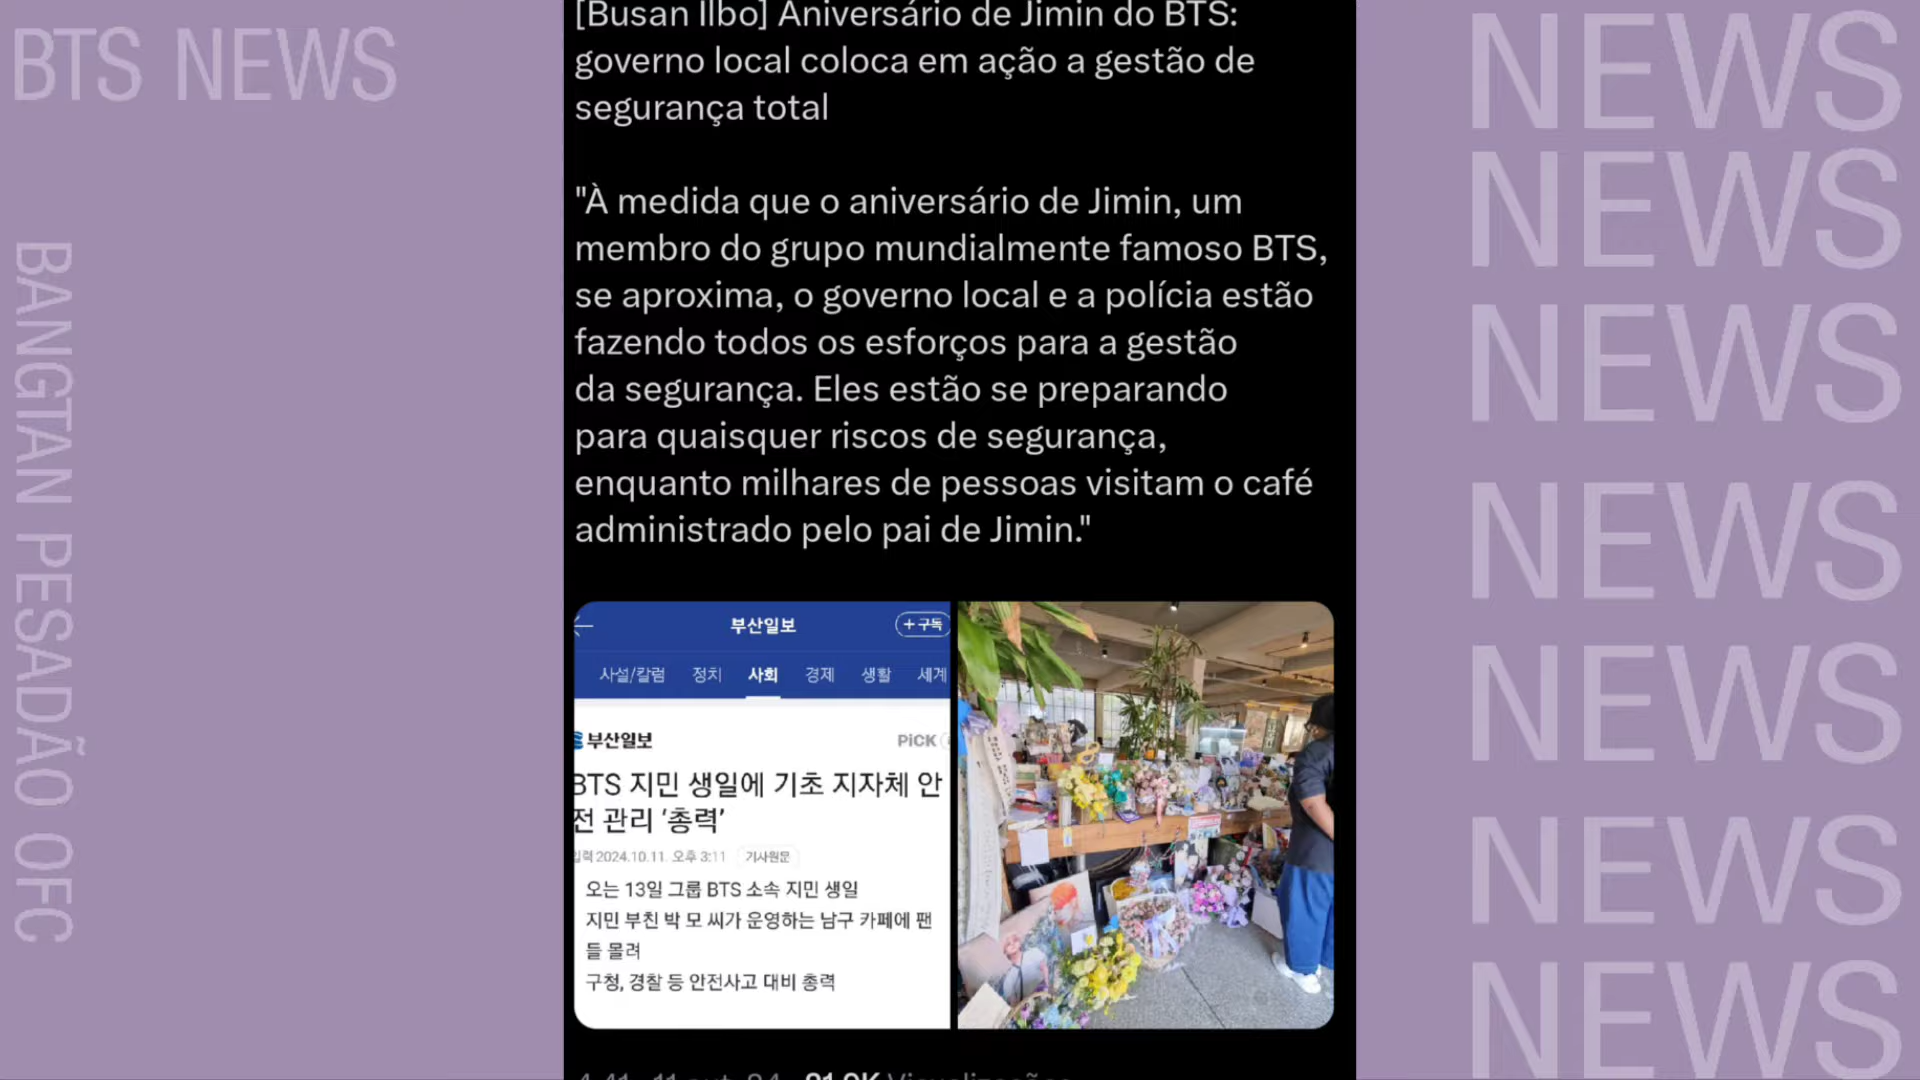 BTS NEWS
BANGTAN PESADÃO OFC
[Busan Ilbo] Aniversário de Jimin do BTS:
governo local coloca em ação a gestão de
segurança total
"À medida que o aniversário de Jimin, um
membro do grupo mundialmente famoso BTS,
se aproxima, o governo local e a polícia estão
fazendo todos os esforços para a gestão
da segurança. Eles estão se preparando
para quaisquer riscos de segurança,
enquanto milhares de pessoas visitam o café
administrado pelo pai de Jimin."
부산일보
+구독
사설/칼럼 정치 사회 경제 생활 세계
부산일보
PiCK
BTS 지민 생일에 기초 지자체 안
전 관리 '총력'
입력 2024.10.11. 오후 3:11 기사원문
오는 13일 그룹 BTS 소속 지민 생일
지민 부친 박 모 씨가 운영하는 남구 카페에 팬
들 몰려
구청, 경찰 등 안전사고 대비 총력
NEWS
NEWS
NEWS
NEWS
NEWS
NEWS
NEWS